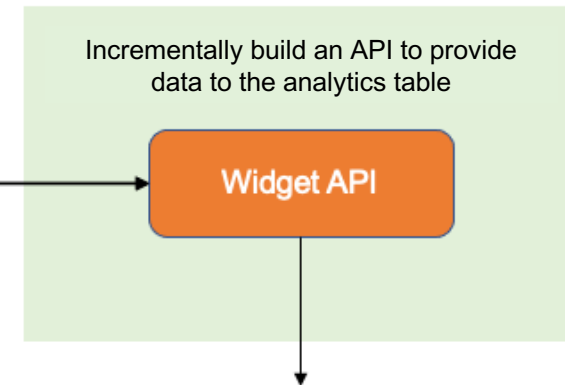 Incrementally build an API to provide
data to the analytics table
Widget API